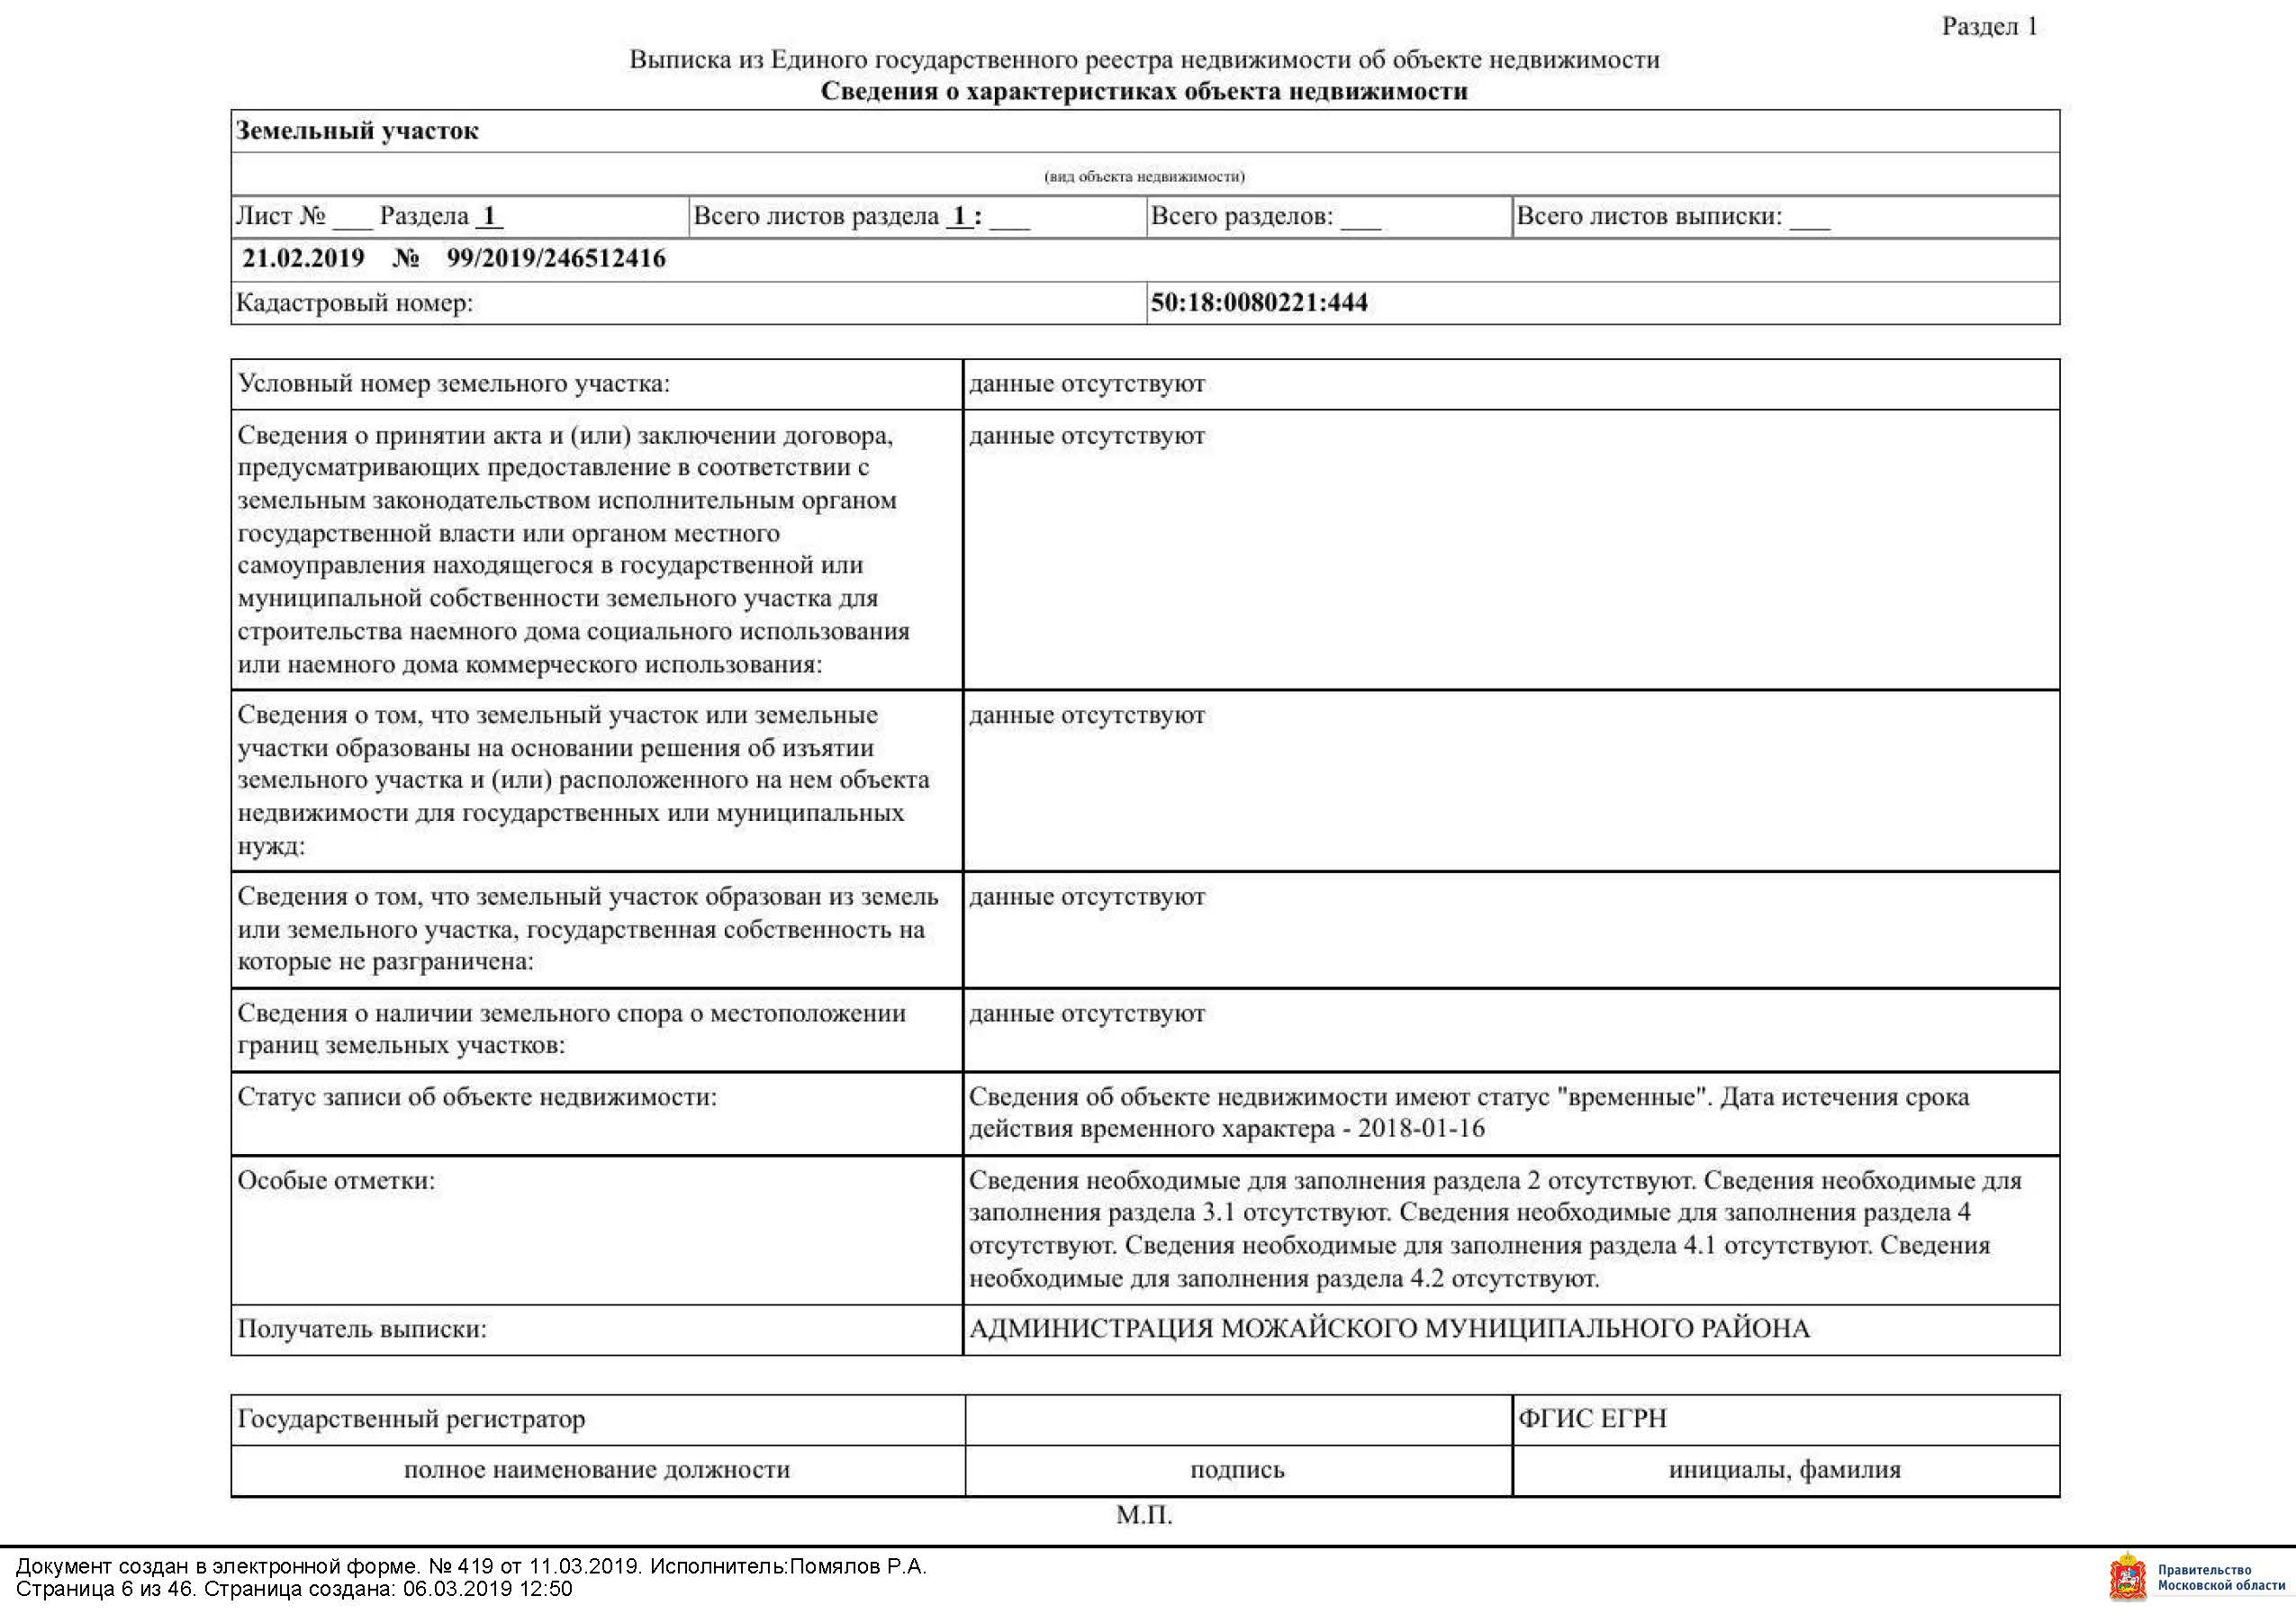 Раздел 1
Выписка из Единого государственного реестра недвижимости об объекте недвижимости
Сведения о характеристиках объекта недвижимости
Земельный участок
(вид объекта недвижимости)
Лист № ___ Раздела 1 Всего листов раздела 1 : ___ Всего разделов: ___ Всего листов выписки: ___
21.02.2019 № 99/2019/246512416
Кадастровый номер: 50:18:0080221:444
Условный номер земельного участка: данные отсутствуют
Сведения о принятии акта и (или) заключении договора, данные отсутствуют
предусматривающих предоставление в соответствии с
земельным законодательством исполнительным органом
государственной власти или органом местного
самоуправления находящегося в государственной или
муниципальной собственности земельного участка для
строительства наемного дома социального использования
или наемного дома коммерческого использования:
Сведения о том, что земельный участок или земельные данные отсутствуют
участки образованы на основании решения об изъятии
земельного участка и (или) расположенного на нем объекта
недвижимости для государственных или муниципальных
нужд:
Сведения о том, что земельный участок образован из земель данные отсутствуют
или земельного участка, государственная собственность на
которые не разграничена:
Сведения о наличии земельного спора о местоположении данные отсутствуют
границ земельных участков:
Статус записи об объекте недвижимости: Сведения об объекте недвижимости имеют статус "временные". Дата истечения срока
действия временного характера - 2018-01-16
Особые отметки: Сведения необходимые для заполнения раздела 2 отсутствуют. Сведения необходимые для
заполнения раздела 3.1 отсутствуют. Сведения необходимые для заполнения раздела 4
отсутствуют. Сведения необходимые для заполнения раздела 4.1 отсутствуют. Сведения
необходимые для заполнения раздела 4.2 отсутствуют.
Получатель выписки: АДМИНИСТРАЦИЯ МОЖАЙСКОГО МУНИЦИПАЛЬНОГО РАЙОНА
Государственный регистратор ФГИС ЕГРН
полное наименование должности подпись инициалы, фамилия
М.П.
Документ создан в электронной форме. № 419 от 11.03.2019. Исполнитель:Помялов Р.А.
Страница 6 из 46. Страница создана: 06.03.2019 12:50
Правительство
Московской области